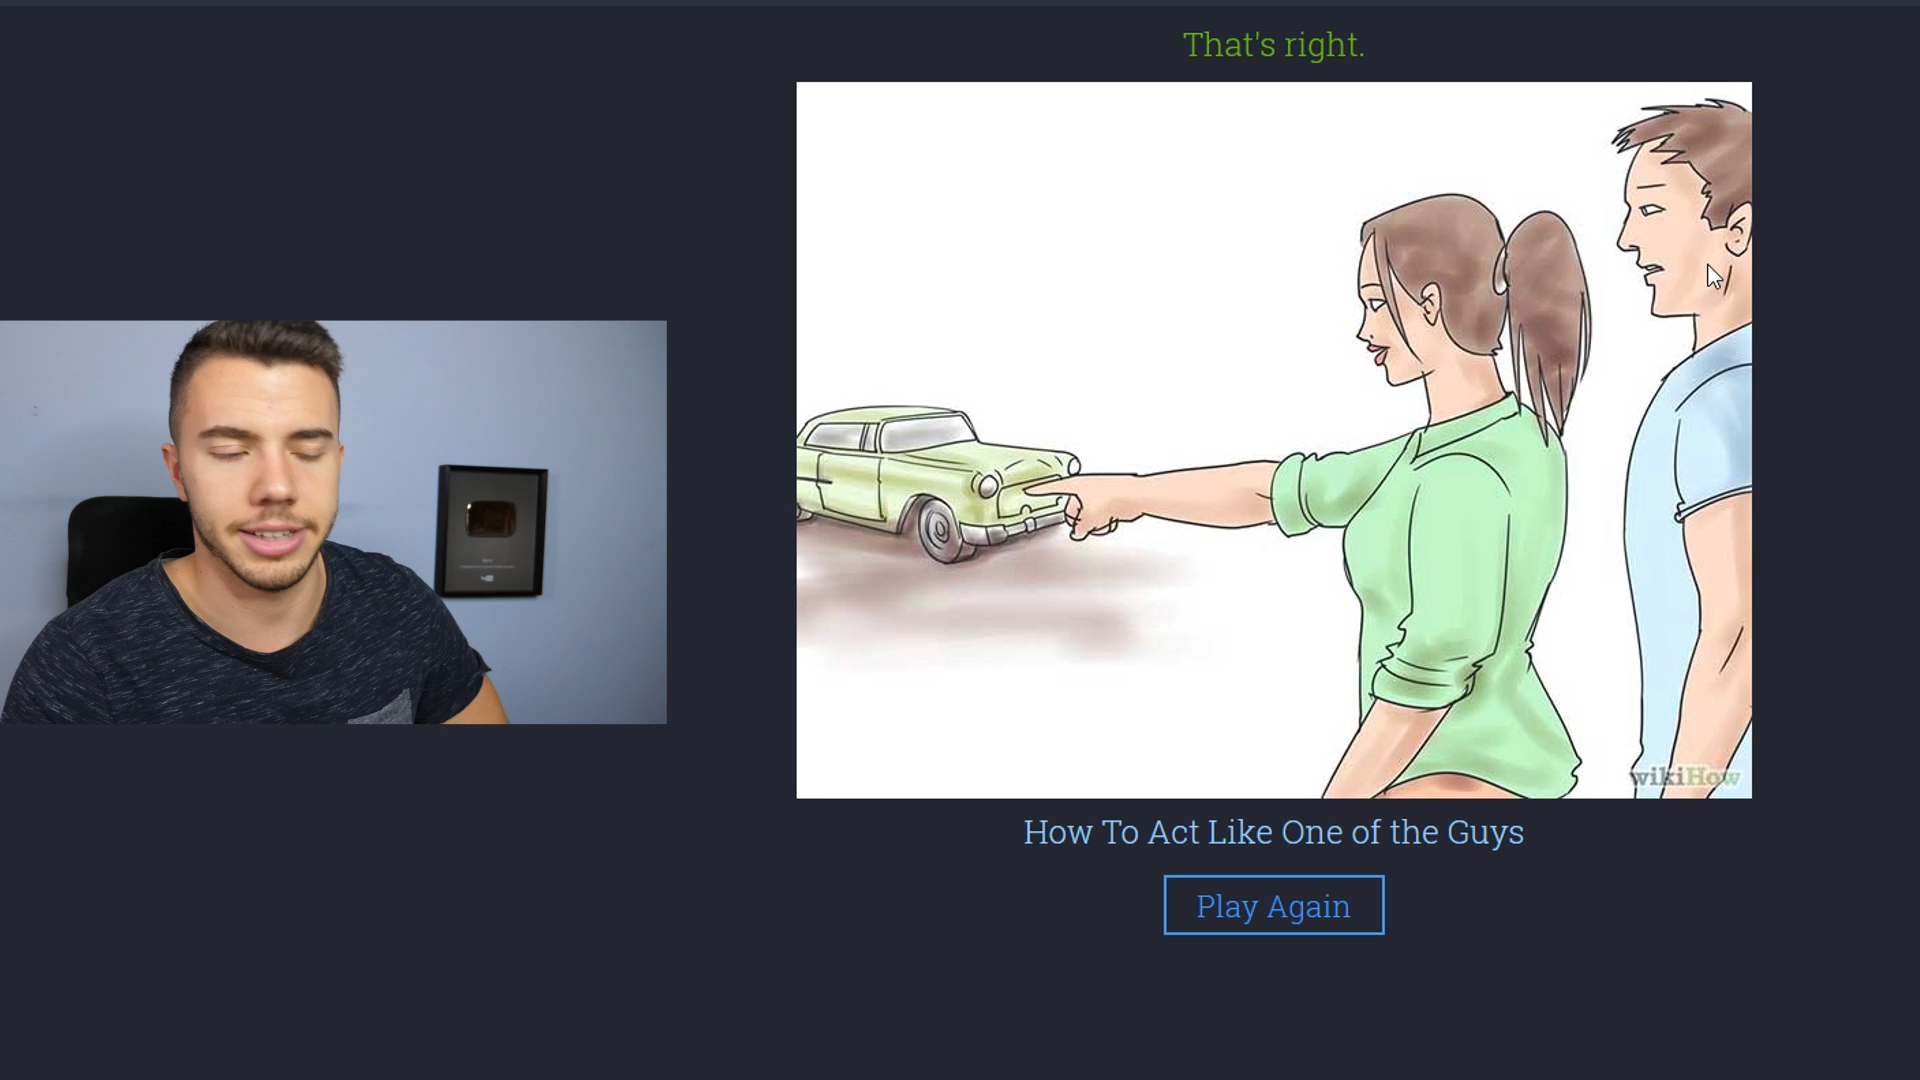 That's right.
wikiHow
How To Act Like One of the Guys
Play Again